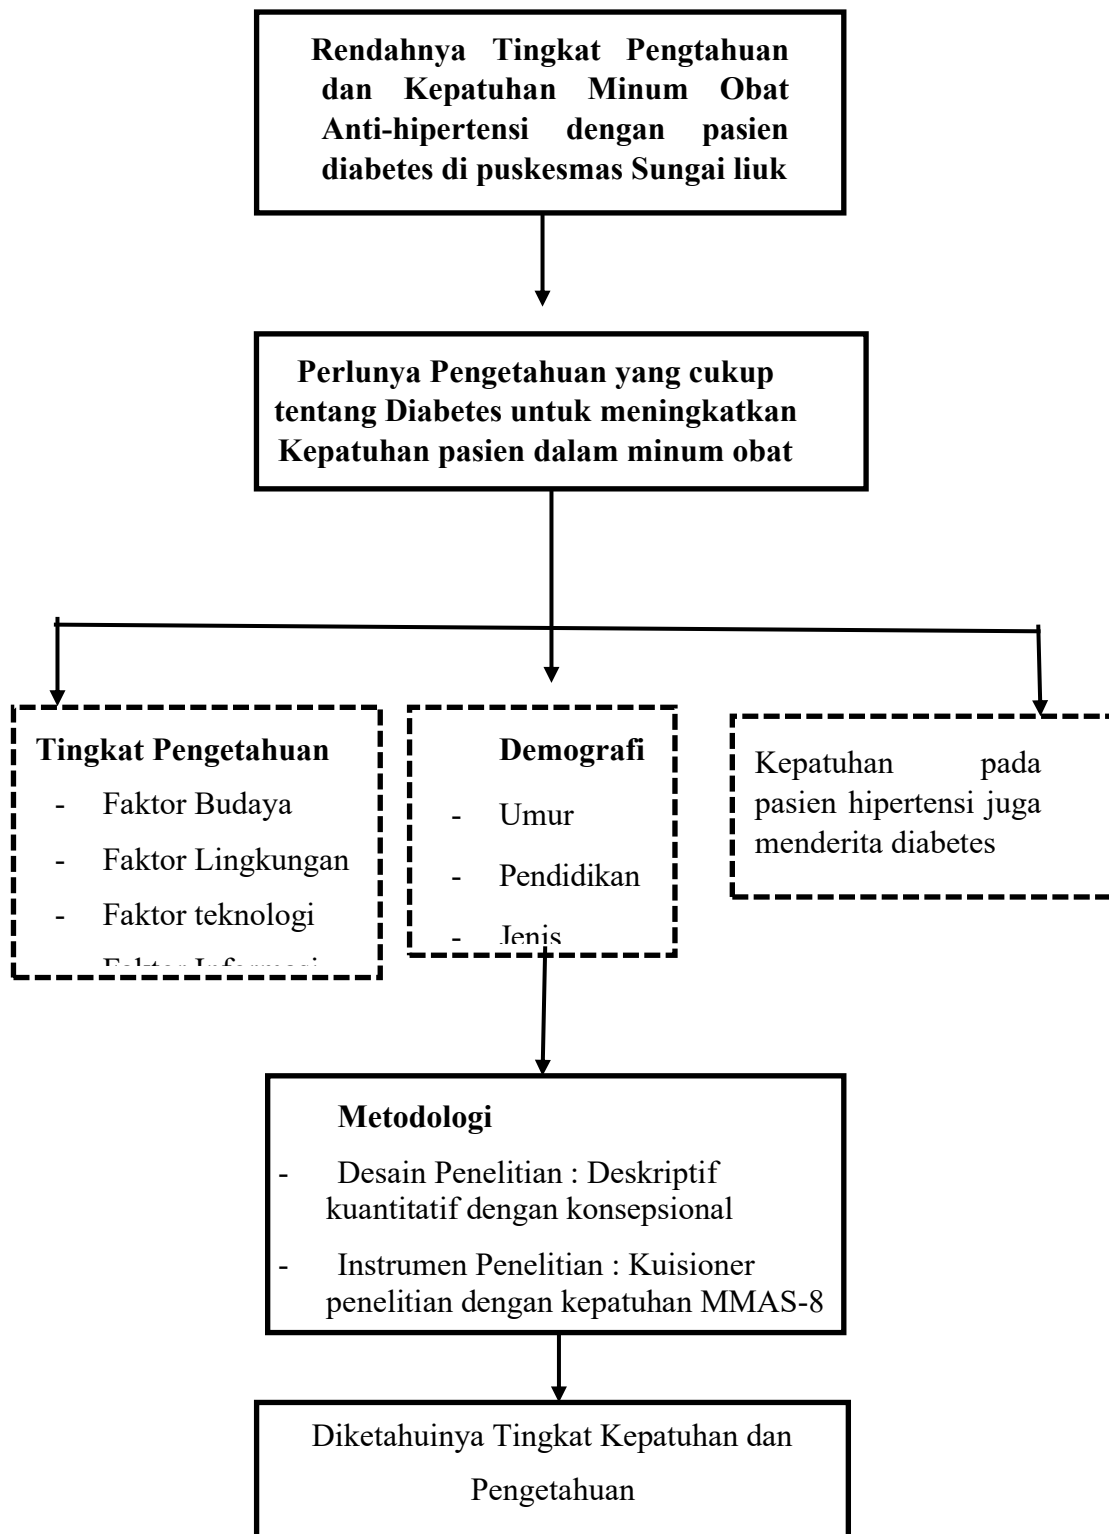 Rendahnya Tingkat Pengtahuan
dan Kepatuhan Minum Obat
Anti-hipertensi dengan pasien
diabetes di puskesmas Sungai liuk
Perlunya Pengetahuan yang cukup
tentang Diabetes untuk meningkatkan
Kepatuhan pasien dalam minum obat
Tingkat Pengetahuan
- Faktor Budaya
- Faktor Lingkungan
- Faktor teknologi
Faktor Informasi
Demografi
- Umur
- Pendidikan
- Jenis
Kepatuhan pada
pasien hipertensi juga
menderita diabetes
Metodologi
- Desain Penelitian : Deskriptif
kuantitatif dengan konsepsional
- Instrumen Penelitian : Kuisioner
penelitian dengan kepatuhan MMAS-8
Diketahuinya Tingkat Kepatuhan dan
Pengetahuan